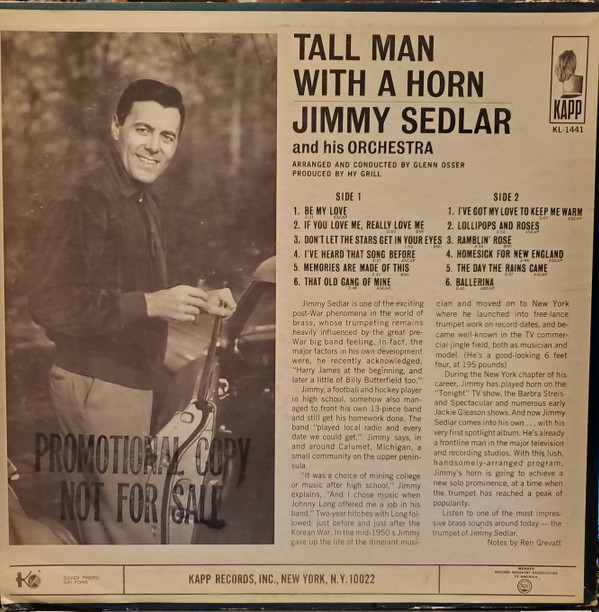 TALL MAN
WITH A HORN
JIMMY SEDLAR
and his ORCHESTRA
ARRANGED AND CONDUCTED BY GLENN OSSER
PRODUCED BY HY GRILL
KAPP
KL-1441
SIDE 1
1. BE MY LOVE
2. IF YOU LOVE ME, REALLY LOVE ME
3. DON'T LET THE STARS GET IN YOUR EYES
4. I'VE HEARD THAT SONG BEFORE
5. MEMORIES ARE MADE OF THIS
6. THAT OLD GANG OF MINE
SIDE 2
1. I'VE GOT MY LOVE TO KEEP ME WARM
2. LOLLIPOPS AND ROSES
3. RAMBLIN' ROSE
4. HOMESICK FOR NEW ENGLAND
5. THE DAY THE RAINS CAME
6. BALLERINA
Jimmy Sedlar is one of the exciting
post-War phenomena in the world of
brass, whose trumpeting remains
heavily influenced by the great pre-
War big band feeling. In fact, the
major factors in his own development
were, he recently acknowledged,
"Harry James at the beginning, and
later a little of Billy Butterfield too."
Jimmy, a football and hockey player
in high school, somehow also man-
aged to front his own 13-piece band
and still get his homework done. The
band "played local radio and every
date we could get," Jimmy says, in
and around Calumet, Michigan, a
small community on the upper penin-
sula.
"It was a choice of mining college
or music after high school," Jimmy
explains, "And I chose music when
Johnny Long offered me a job in his
band." Two-year hitches with Long fol-
lowed; just before and just after the
Korean War. In the mid-1950's Jimmy
gave up the life of the itinerant musi-
cian and moved on to New York
where he launched into free-lance
trumpet work on record dates, and be-
came well-known in the TV commer-
cial jingle field, both as musician and
model. (He's a good-looking 6 feet
four, at 195 pounds)
During the New York chapter of his
career, Jimmy has played horn on the
"Tonight" TV show, the Barbra Streis-
and Spectacular and numerous early
Jackie Gleason shows. And now Jimmy
Sedlar comes into his own . . . with his
very first spotlight album. He's already
a frontline man in the major television
and recording studios. With this lush,
handsomely-arranged program,
Jimmy's horn is going to achieve a
new solo prominence, at a time when
the trumpet has reached a peak of
popularity.
Listen to one of the most impres-
sive brass sounds around today — the
trumpet of Jimmy Sedlar.
Notes by Ren Grevatt
PROMOTIONAL COPY
NOT FOR SALE
COVER PHOTO:
KAPP RECORDS, INC., NEW YORK, N.Y. 10022
MEMBER
RECORD INDUSTRY ASSOCIATION
OF AMERICA